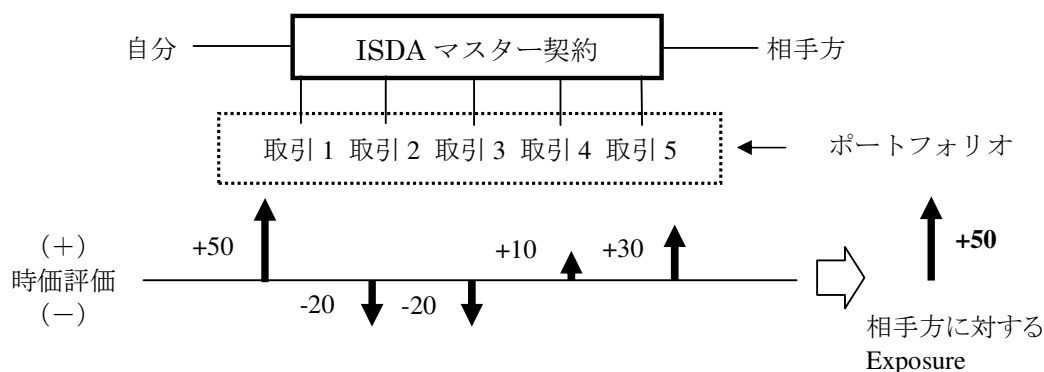 自分 ISDA マスター契約 相手方
取引 1 取引 2 取引 3 取引 4 取引 5 ポートフォリオ
+50 -20 -20 +10 +30 +50
(+)
時価評価
(-)
相手方に対する
Exposure